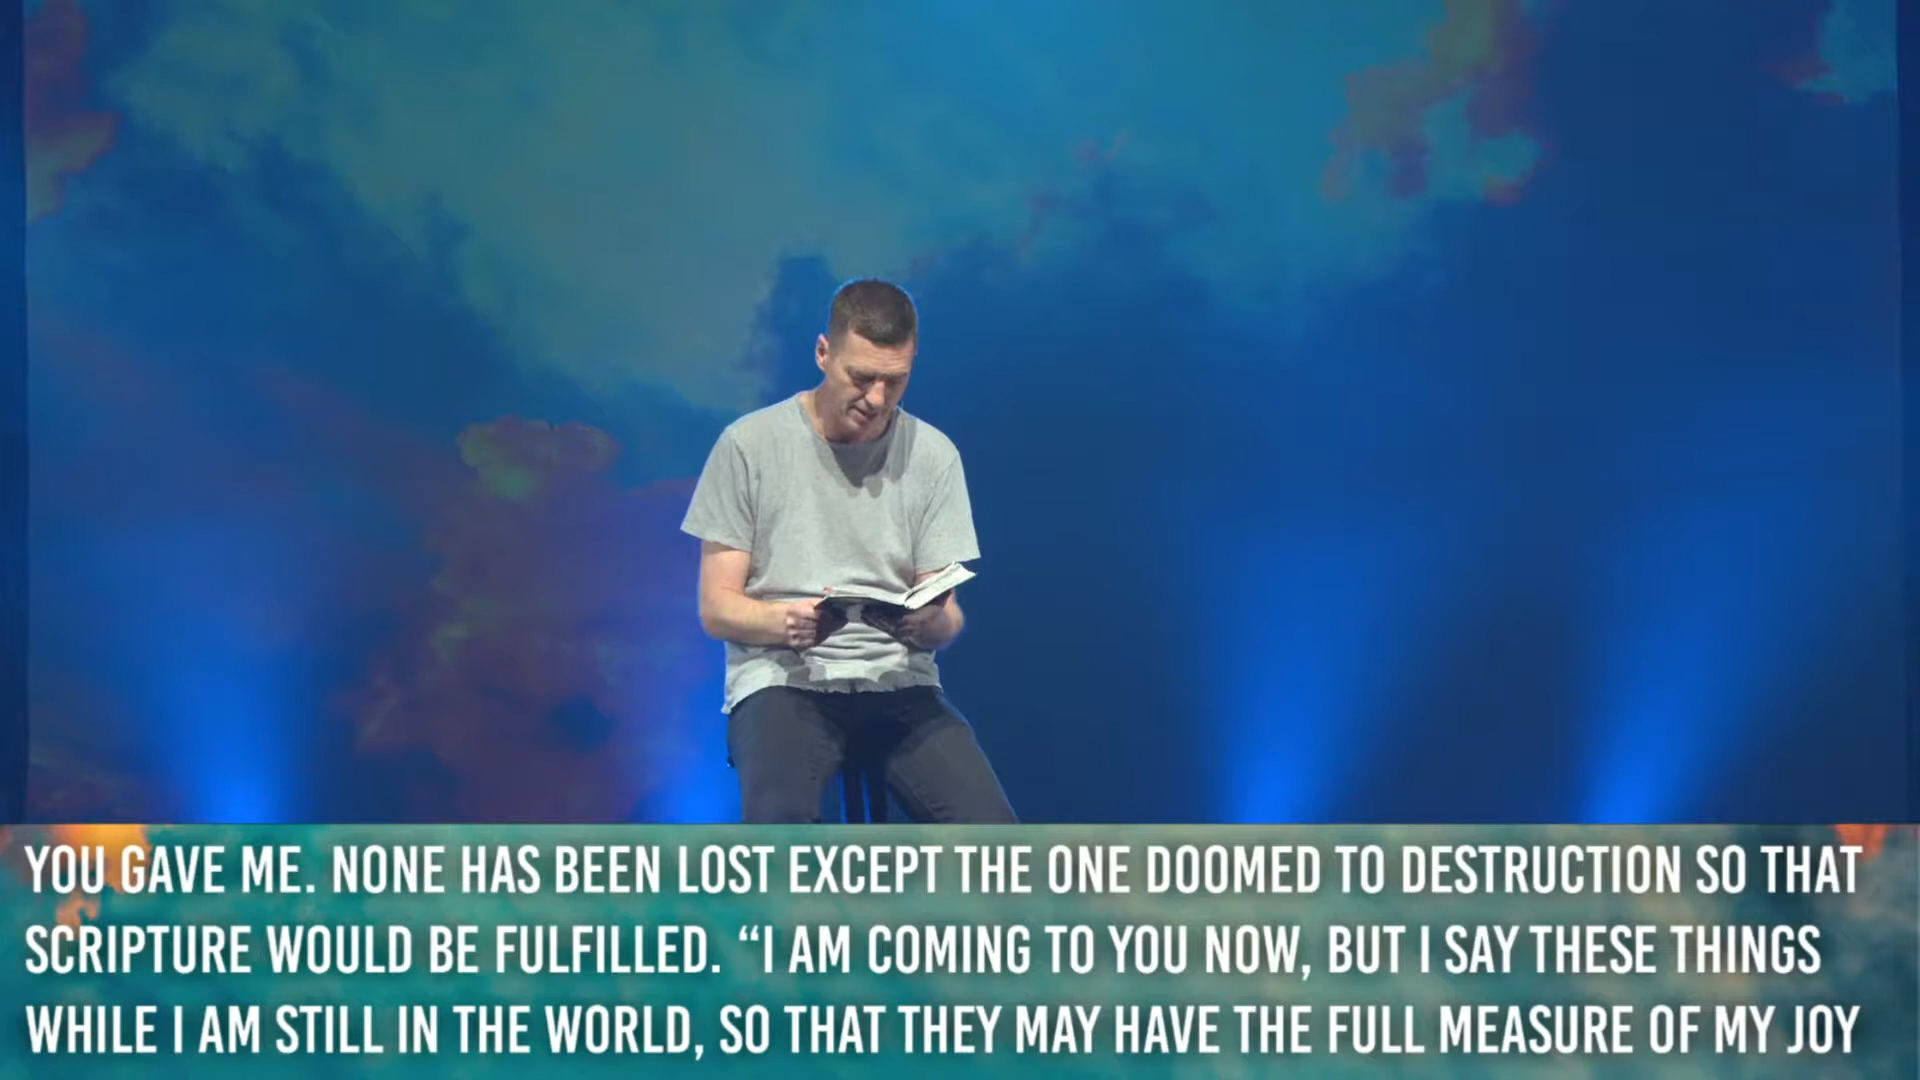 YOU GAVE ME. NONE HAS BEEN LOST EXCEPT THE ONE DOOMED TO DESTRUCTION SO THAT
SCRIPTURE WOULD BE FULFILLED. “I AM COMING TO YOU NOW, BUT I SAY THESE THINGS
WHILE I AM STILL IN THE WORLD, SO THAT THEY MAY HAVE THE FULL MEASURE OF MY JOY